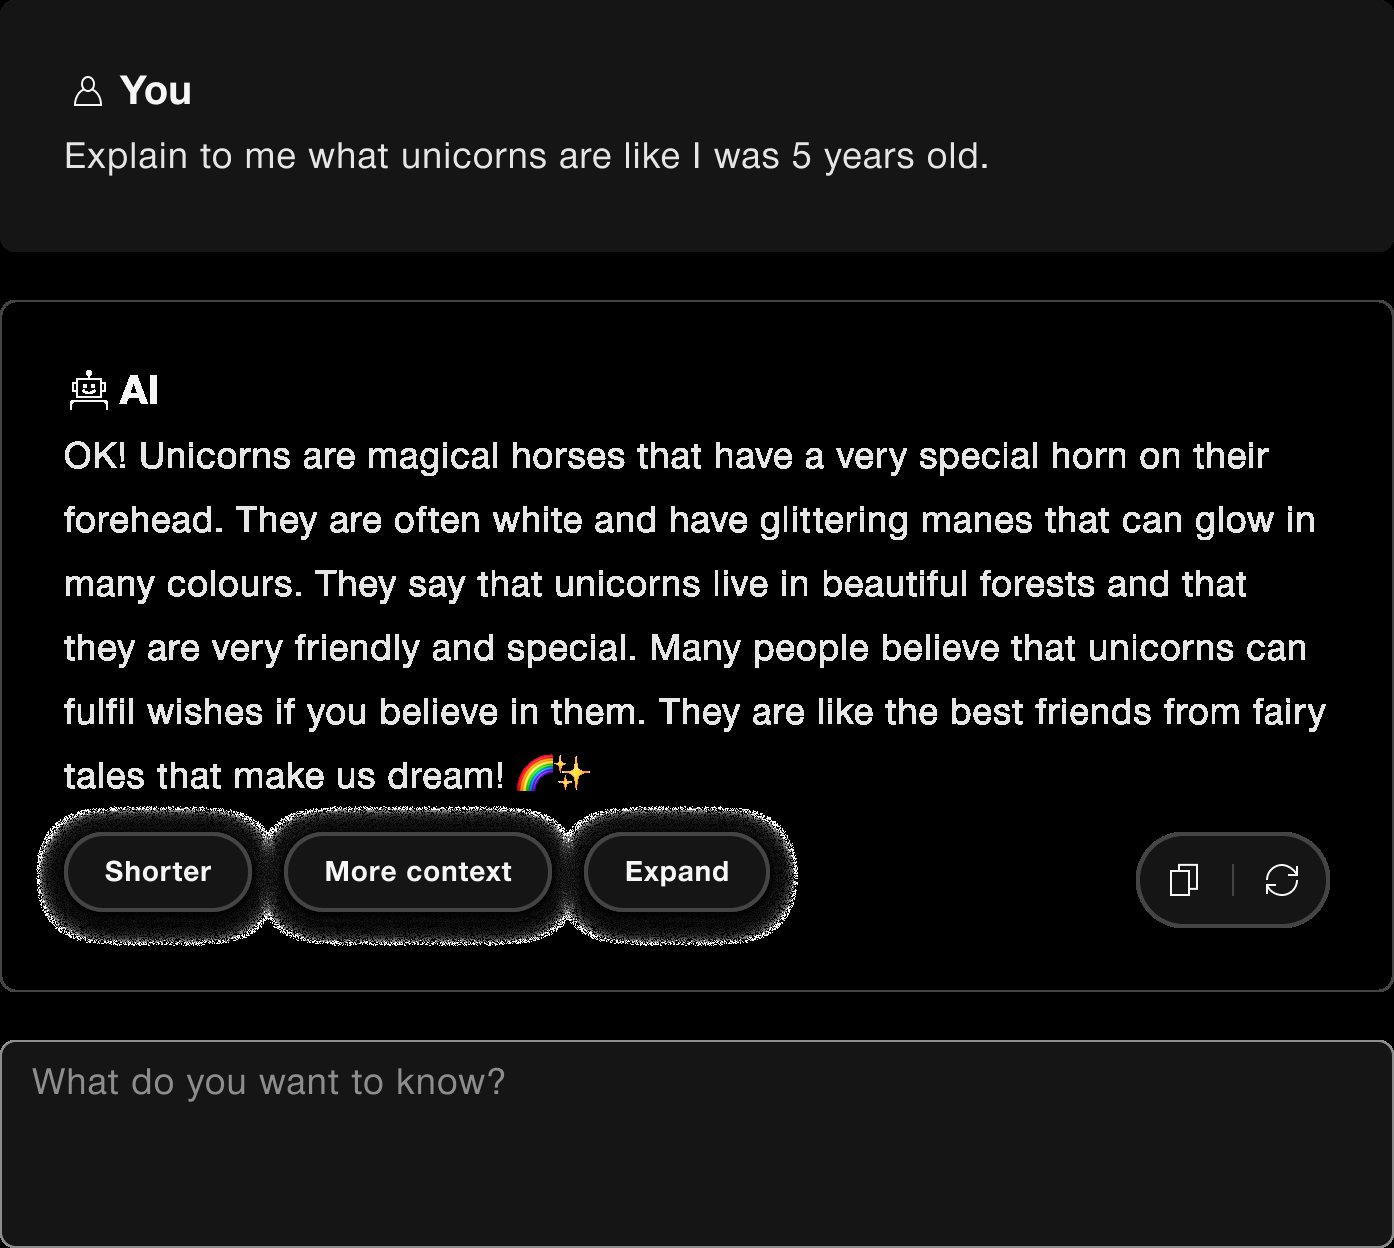 You
Explain to me what unicorns are like I was 5 years old.
AI
OK! Unicorns are magical horses that have a very special horn on their
forehead. They are often white and have glittering manes that can glow in
many colours. They say that unicorns live in beautiful forests and that
they are very friendly and special. Many people believe that unicorns can
fulfil wishes if you believe in them. They are like the best friends from fairy
tales that make us dream! 🌈✨
Shorter More context Expand
What do you want to know?